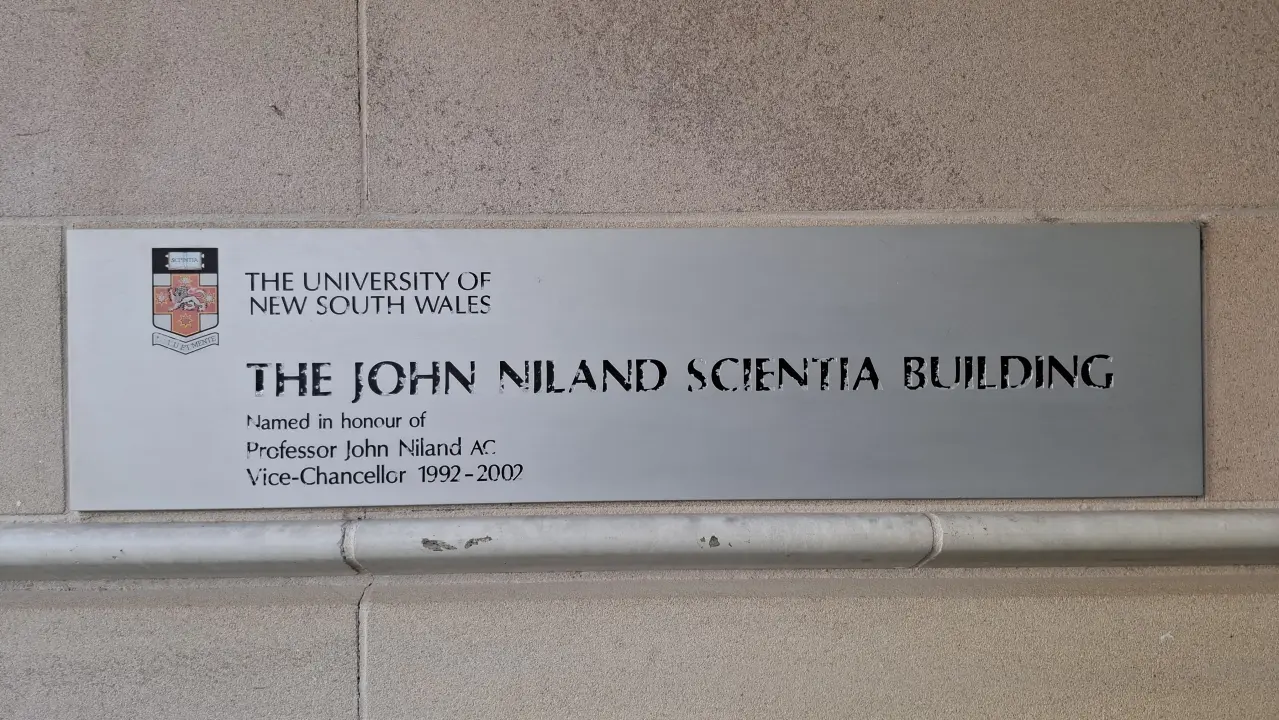 SCIENTIA
THE UNIVERSITY OF
NEW SOUTH WALES
THE JOHN NILAND SCIENTIA BUILDING
Named in honour of
Professor John Niland AC
Vice-Chancellor 1992-2002